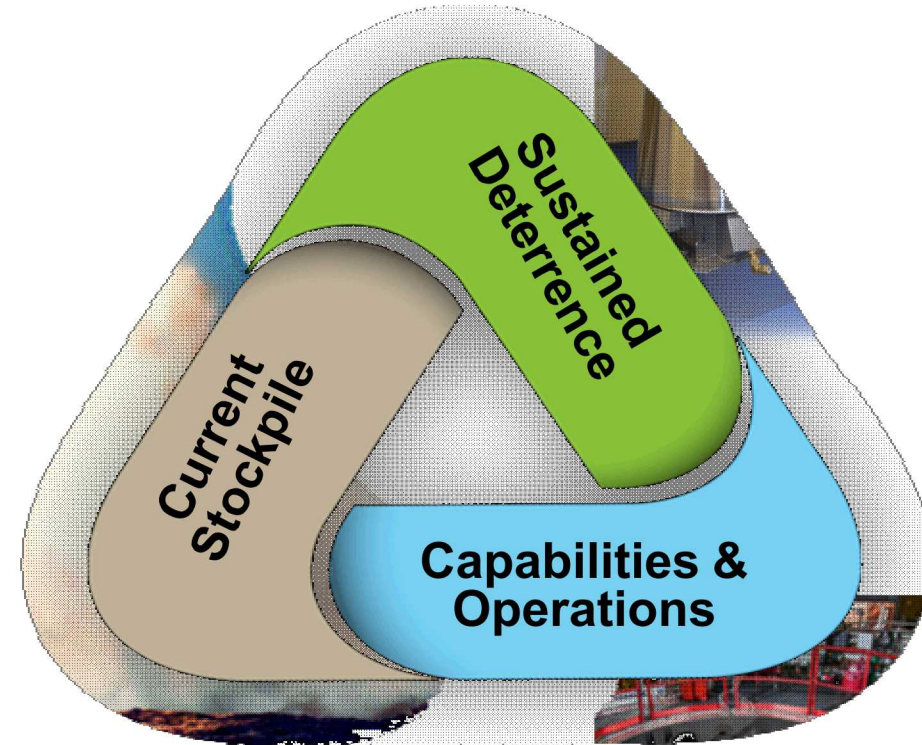 Sustained
Deterrence
Current
Stockpile
Capabilities &
Operations